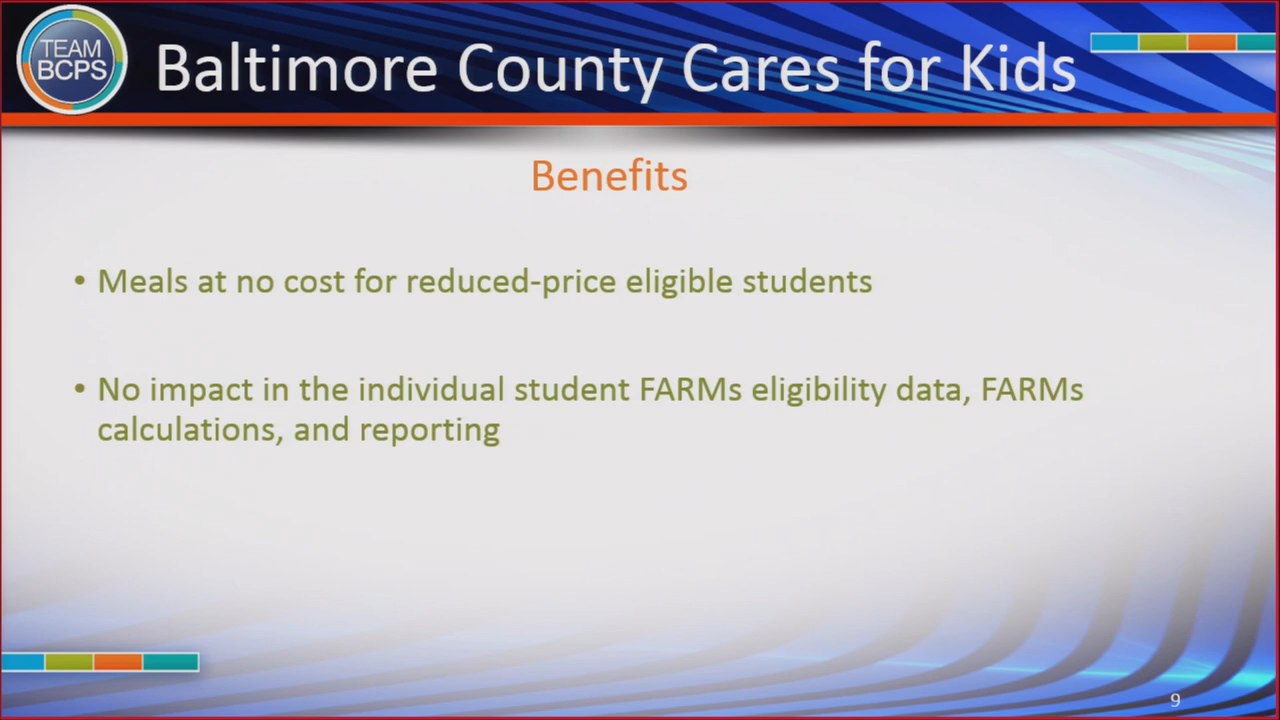 TEAM
BCPS
Baltimore County Cares for Kids
Benefits
• Meals at no cost for reduced-price eligible students
• No impact in the individual student FARMs eligibility data, FARMs
calculations, and reporting
9